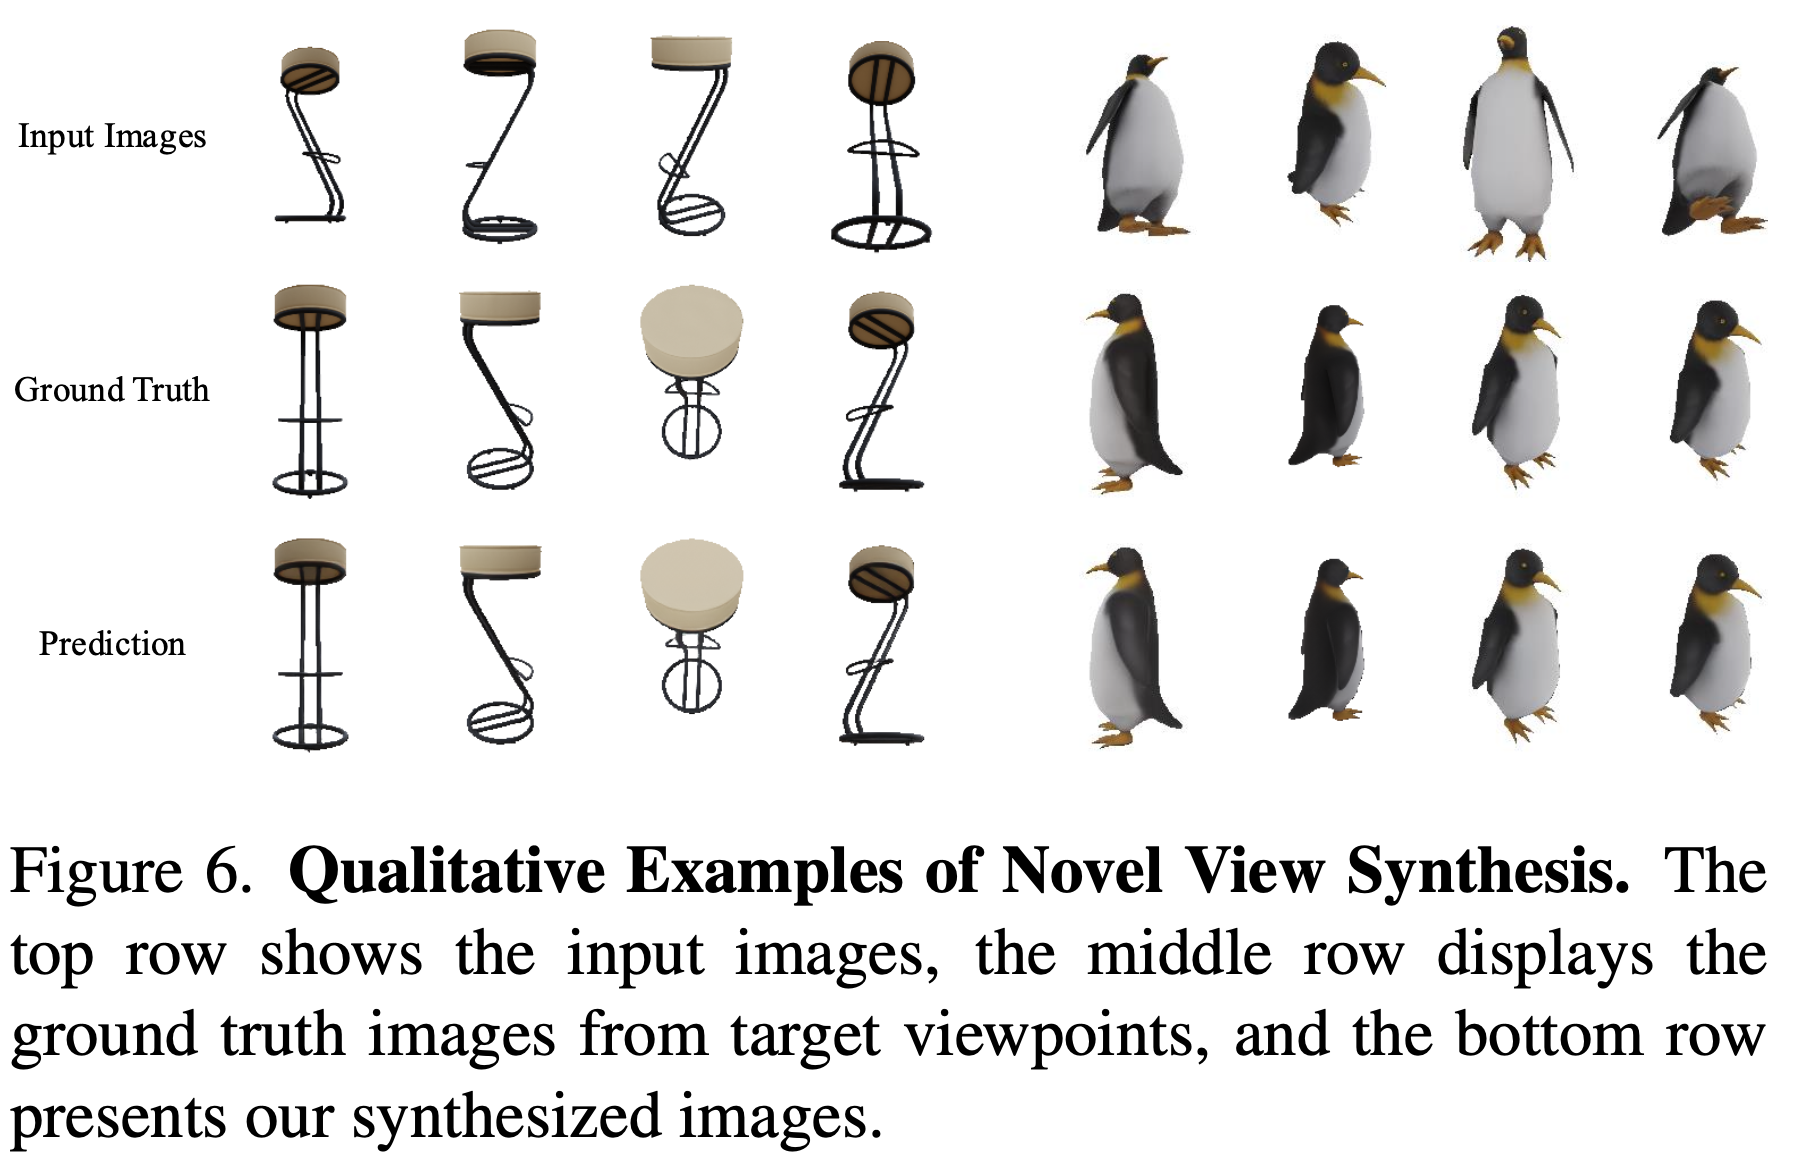 Input Images
Ground Truth
Prediction
Figure 6. Qualitative Examples of Novel View Synthesis. The
top row shows the input images, the middle row displays the
ground truth images from target viewpoints, and the bottom row
presents our synthesized images.